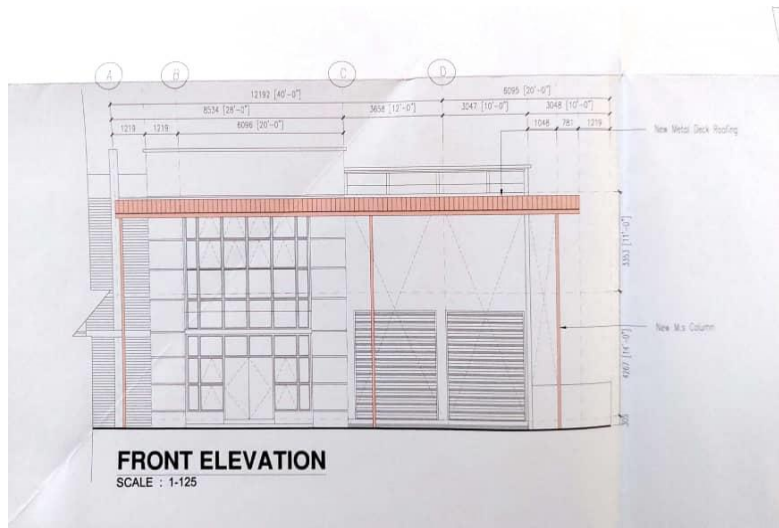 A B C D
12192 [40'-0"] 6095 [20'-0"]
8534 [28'-0"] 3658 [12'-0"] 3047 [10'-0"] 3048 [10'-0"]
1219 1219 6096 [20'-0"] 1048 781 1219
New Metal Deck Roofing
3353 [11'-0"]
New M.s Column
4267 [14'-0"]
FRONT ELEVATION
SCALE : 1-125